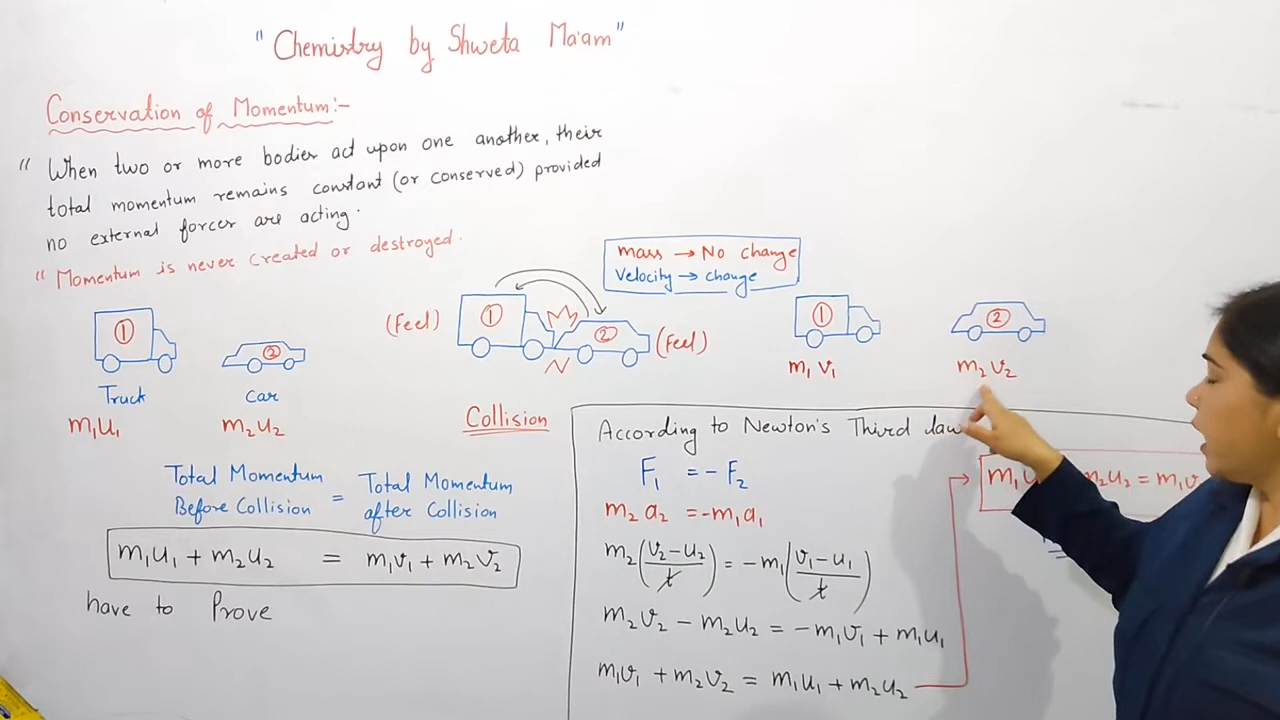 "Chemistry by Shweta Ma'am"
Conservation of Momentum:-
"When two or more bodies act upon one another, their
total momentum remains constant (or conserved) provided
no external forces are acting.
"Momentum is never created or destroyed.
mass → No change
Velocity → change
(Feel) ① ② (Feel)
① ②
Truck Car
m₁u₁ m₂u₂
Collision
① ②
m₁v₁ m₂v₂
Total Momentum Before Collision = Total Momentum after Collision
m₁u₁ + m₂u₂ = m₁v₁ + m₂v₂
have to Prove
According to Newton's Third law
F₁ = -F₂
m₂a₂ = -m₁a₁
m₂(v₂-u₂/t) = -m₁(v₁-u₁/t)
m₂v₂ - m₂u₂ = -m₁v₁ + m₁u₁
m₁v₁ + m₂v₂ = m₁u₁ + m₂u₂
m₁u m₂u₂ = m₁v